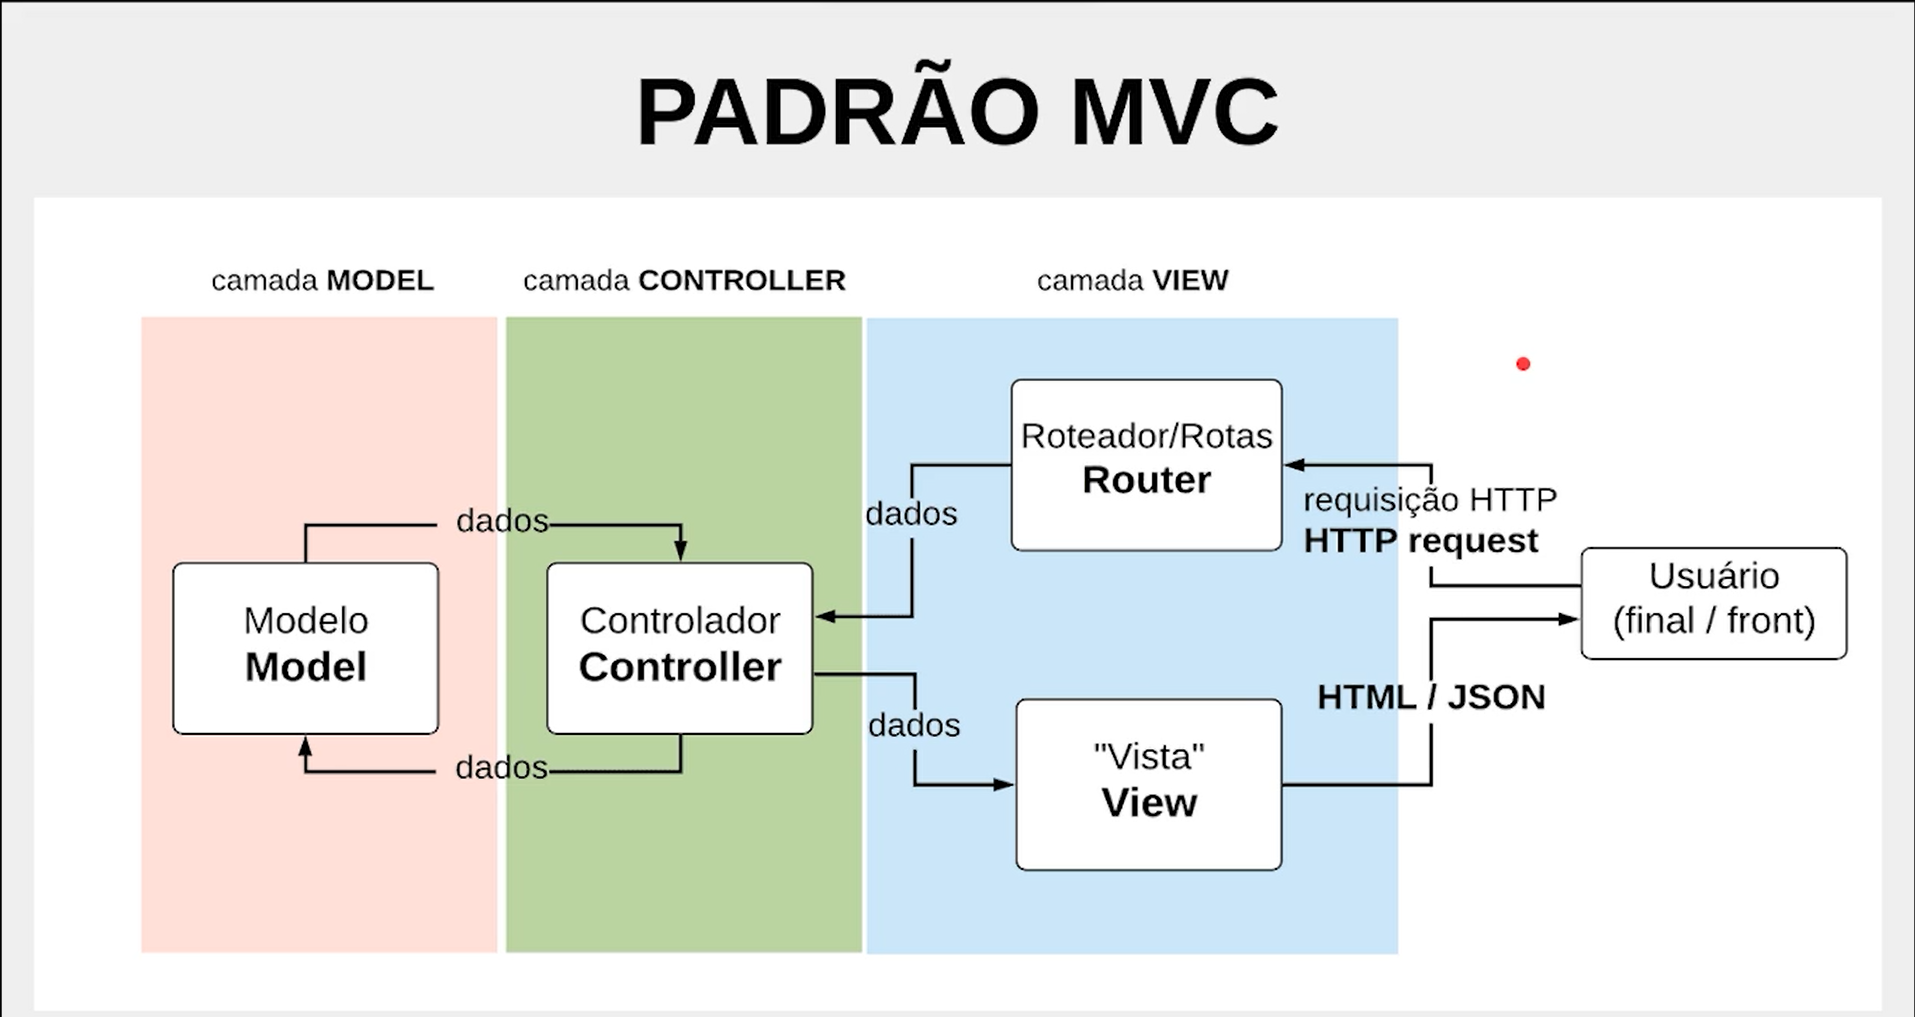 PADRÃO MVC
camada MODEL
camada CONTROLLER
camada VIEW
Roteador/Rotas
Router
requisição HTTP
HTTP request
dados
dados
Usuário
(final / front)
Modelo
Model
Controlador
Controller
HTML / JSON
dados
dados
"Vista"
View